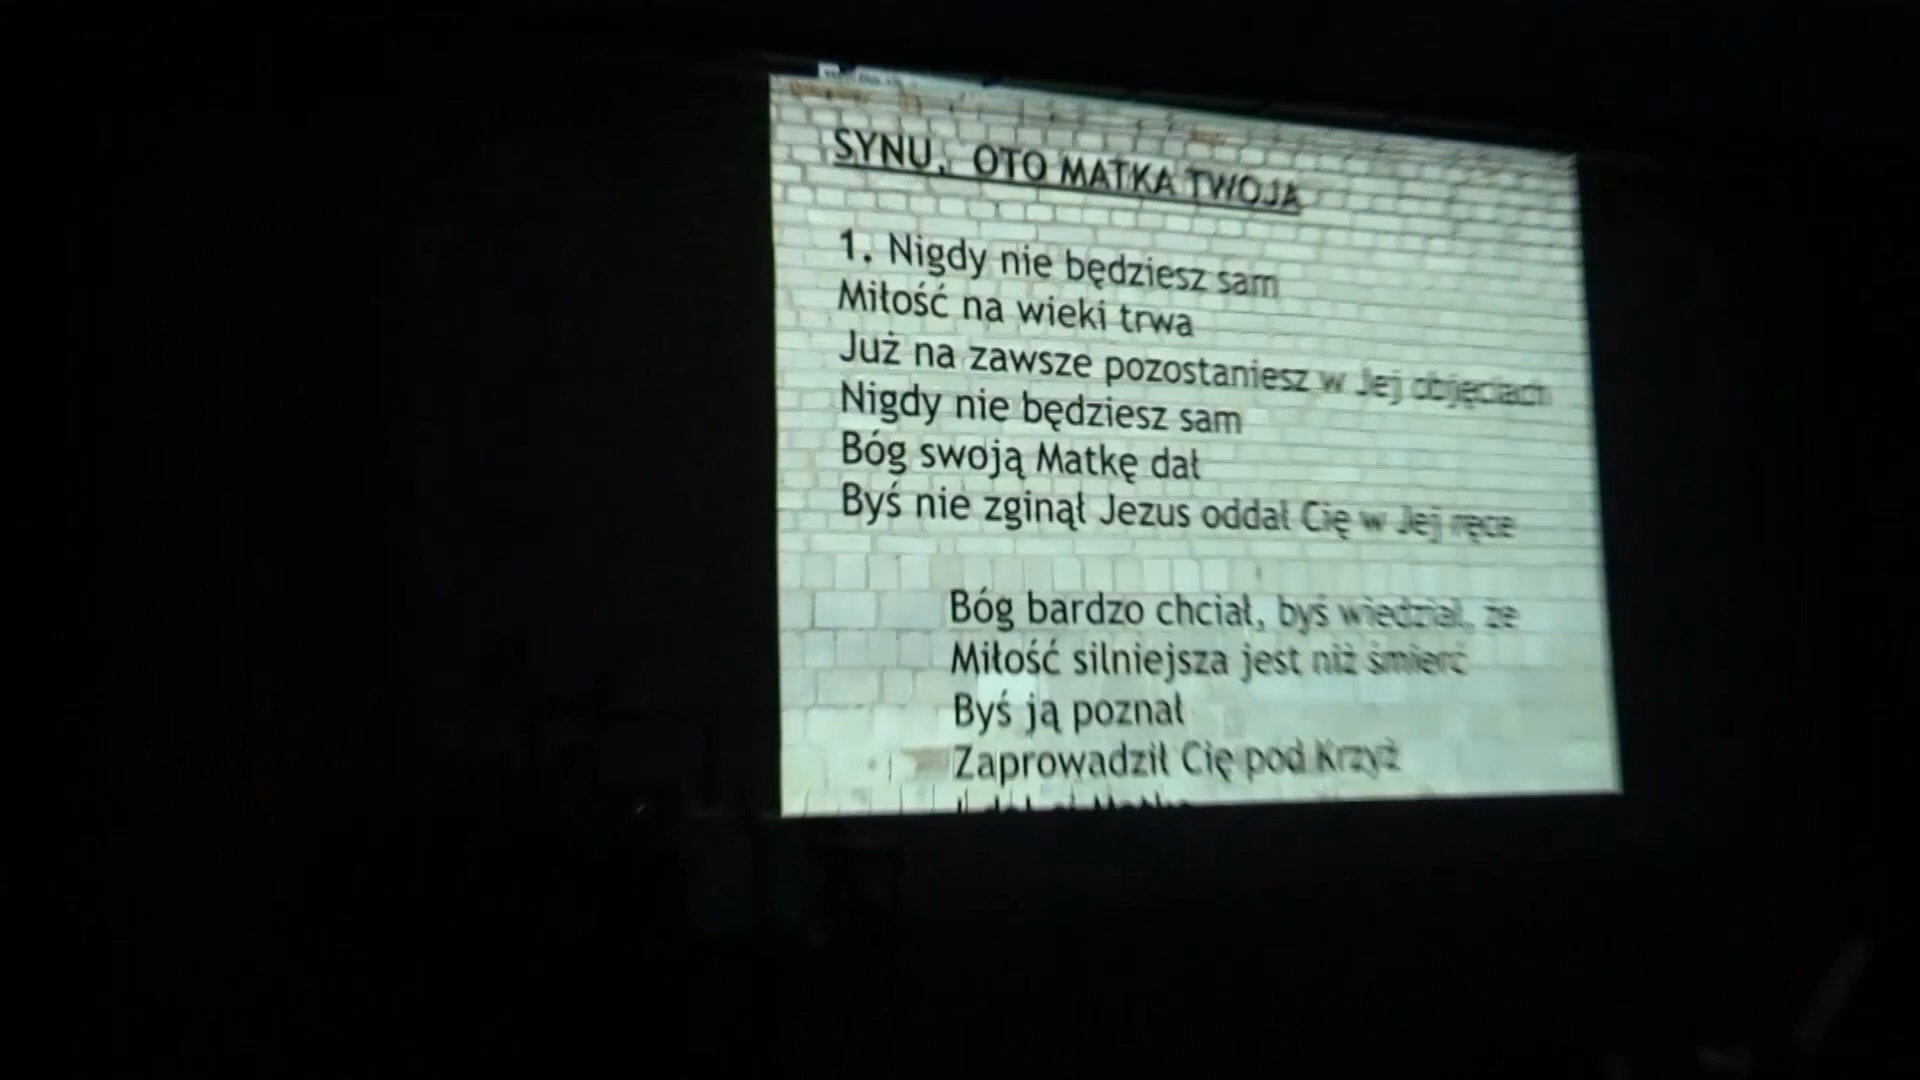 SYNU, OTO MATKA TWOJA
1. Nigdy nie będziesz sam
Miłość na wieki trwa
Już na zawsze pozostaniesz w Jej objęciach
Nigdy nie będziesz sam
Bóg swoją Matkę dał
Byś nie zginął Jezus oddał Cię w Jej ręce
Bóg bardzo chciał, byś wiedział, że
Miłość silniejsza jest niż śmierć
Byś ją poznał
Zaprowadził Cię pod Krzyż